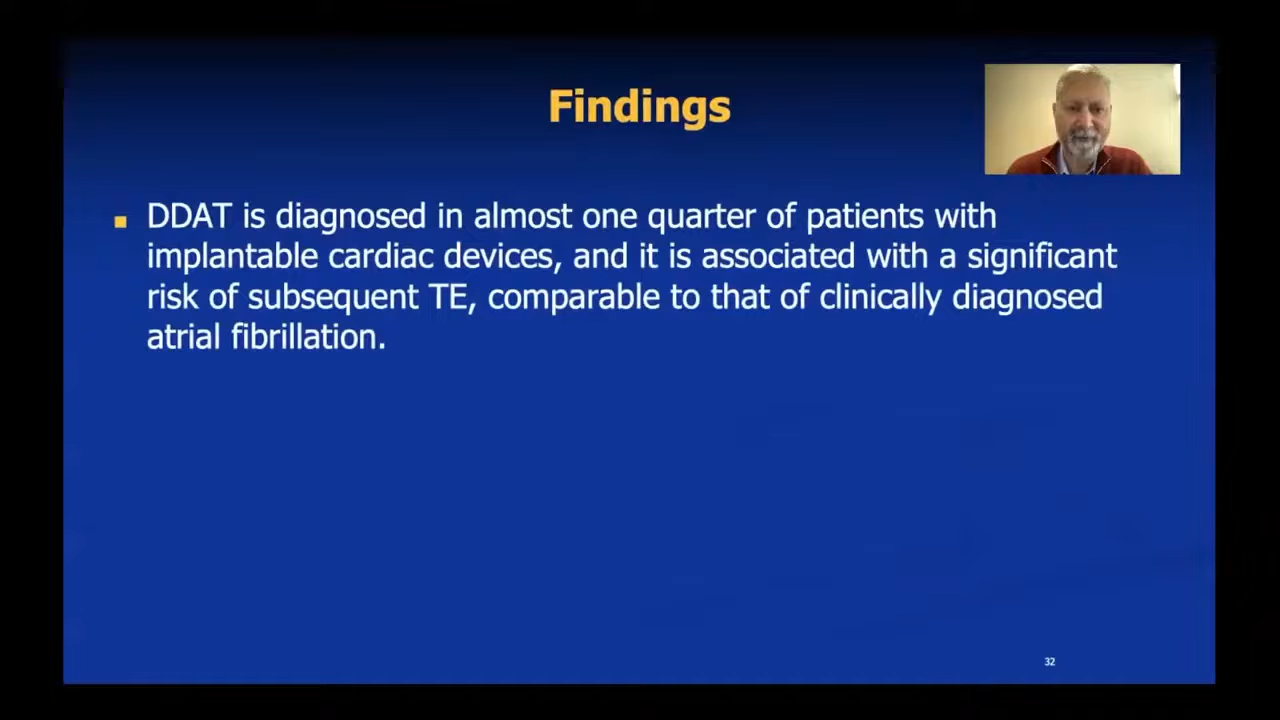 Findings
DDAT is diagnosed in almost one quarter of patients with
implantable cardiac devices, and it is associated with a significant
risk of subsequent TE, comparable to that of clinically diagnosed
atrial fibrillation.
32